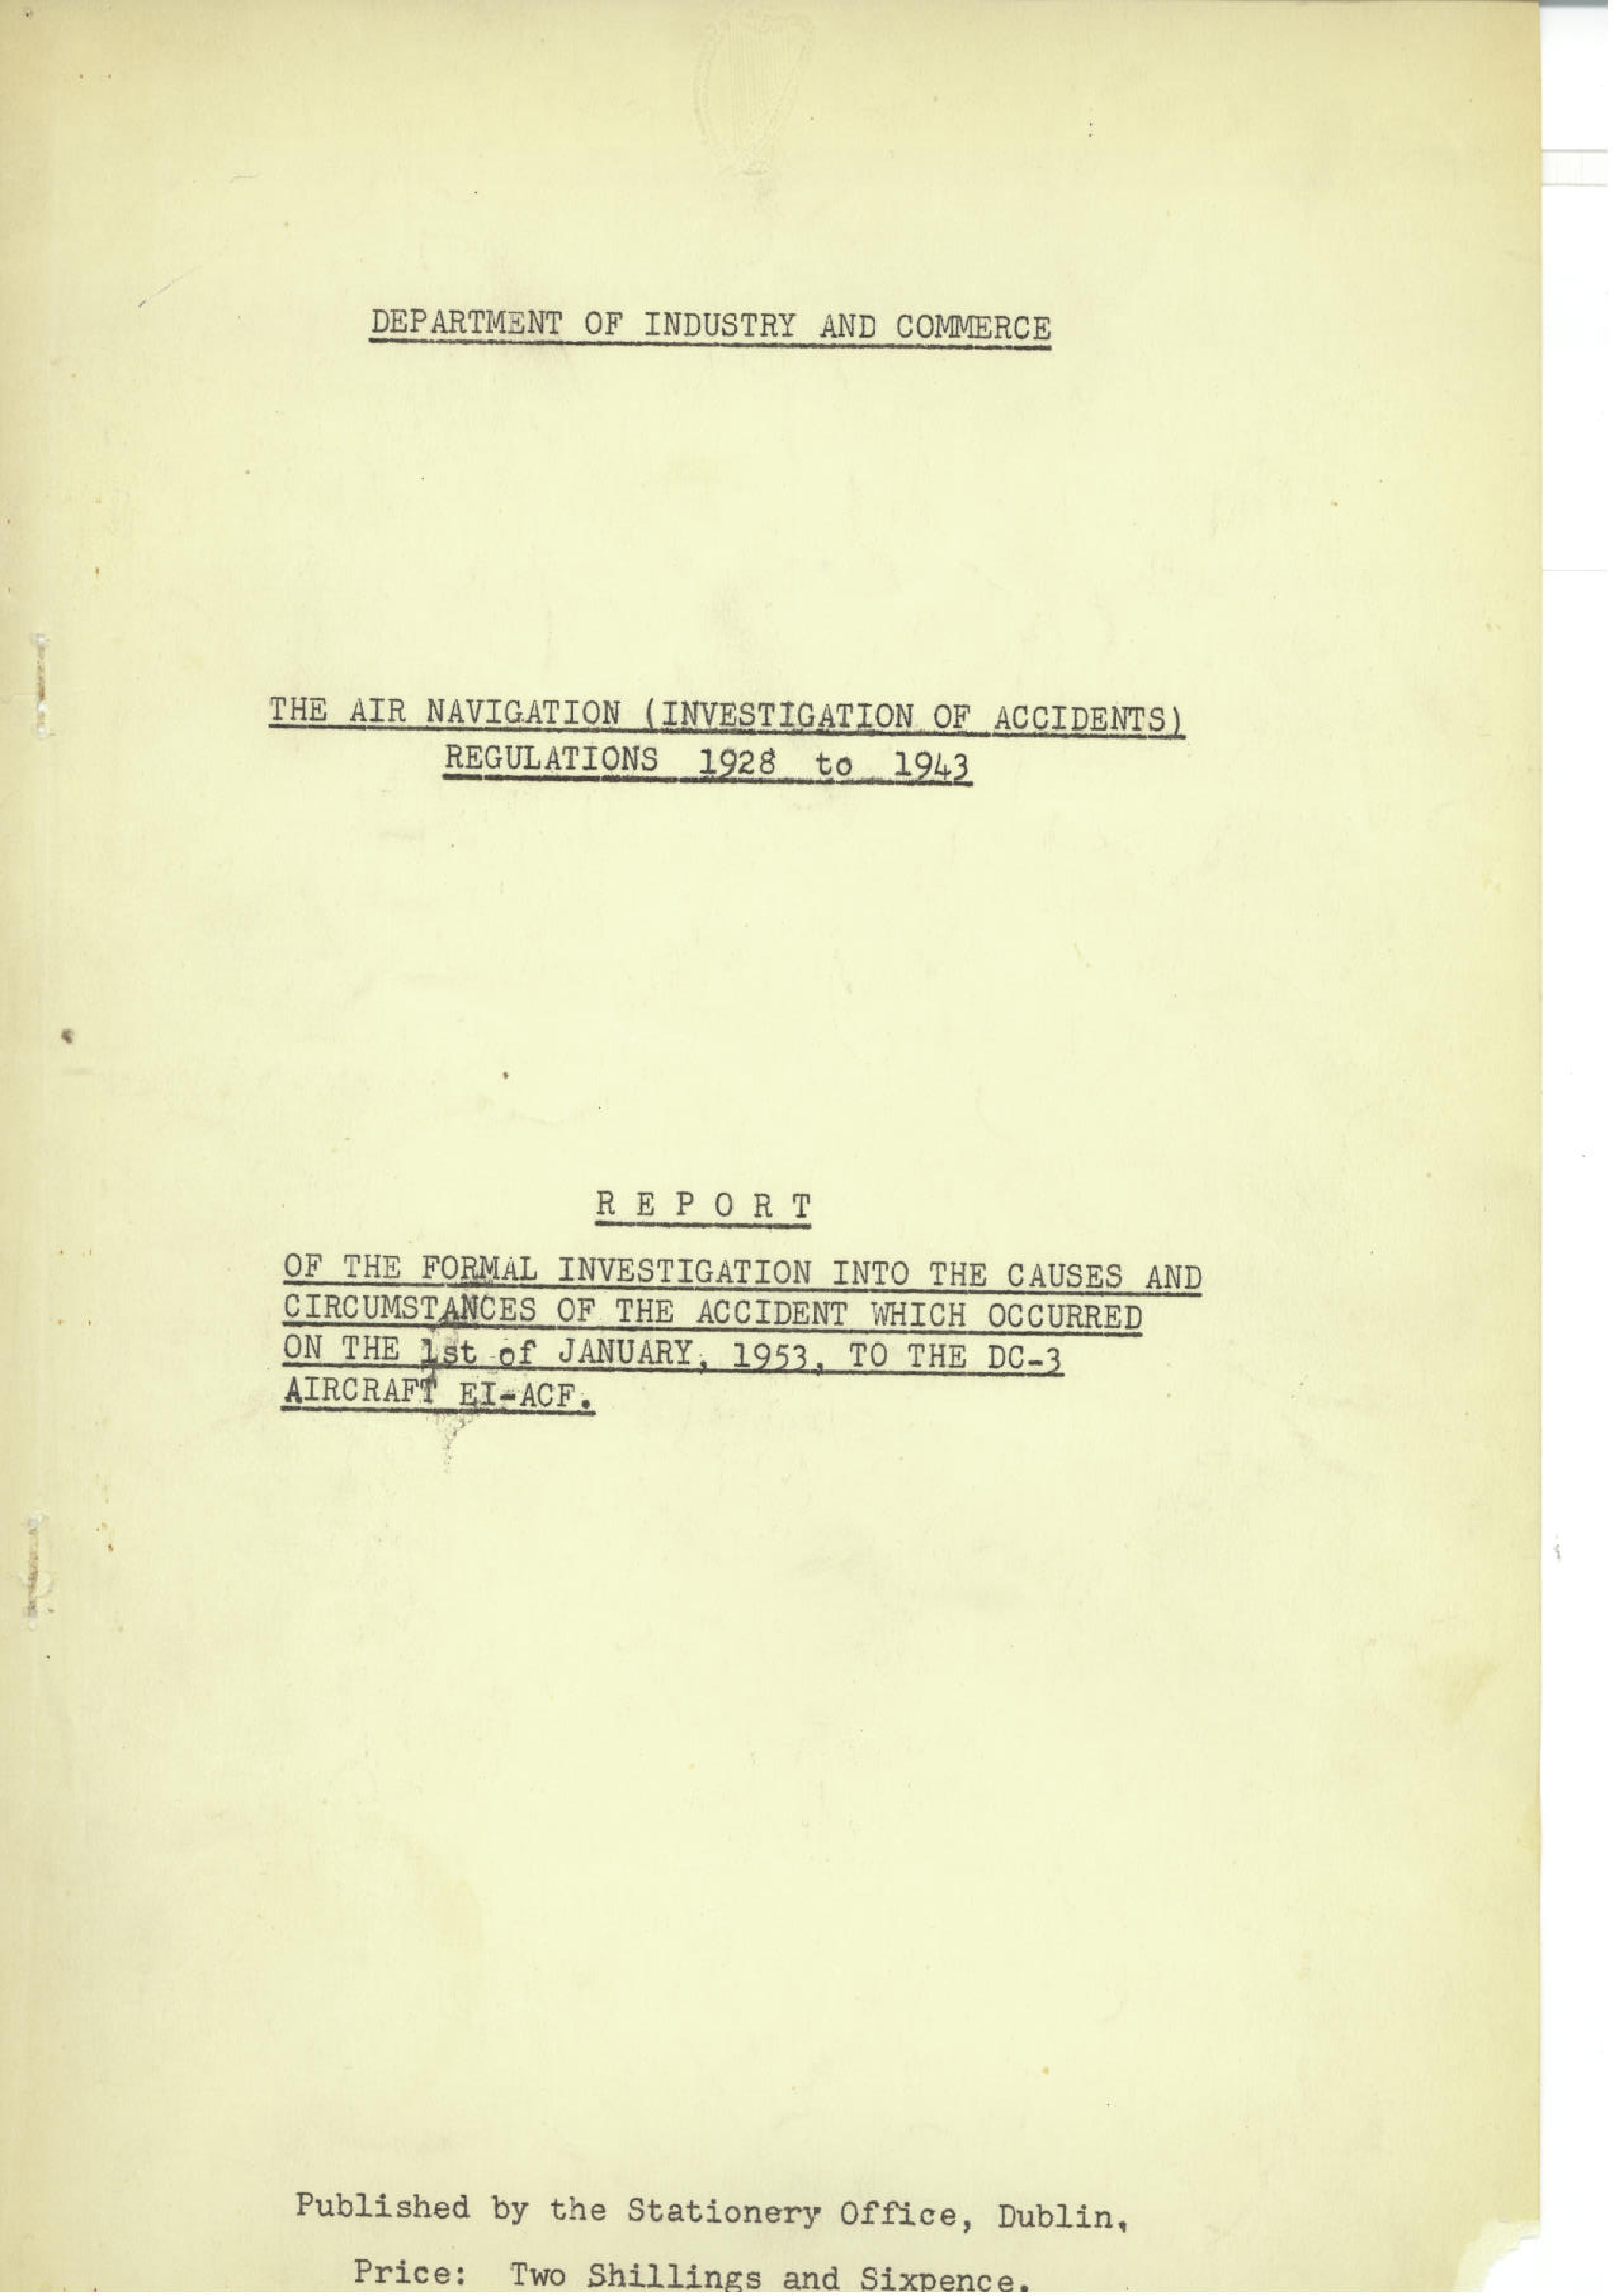 DEPARTMENT OF INDUSTRY AND COMMERCE
THE AIR NAVIGATION (INVESTIGATION OF ACCIDENTS)
REGULATIONS 1928 to 1943
R E P O R T
OF THE FORMAL INVESTIGATION INTO THE CAUSES AND
CIRCUMSTANCES OF THE ACCIDENT WHICH OCCURRED
ON THE 1st of JANUARY, 1953, TO THE DC-3
AIRCRAFT EI-ACF.
Published by the Stationery Office, Dublin.
Price: Two Shillings and Sixpence.